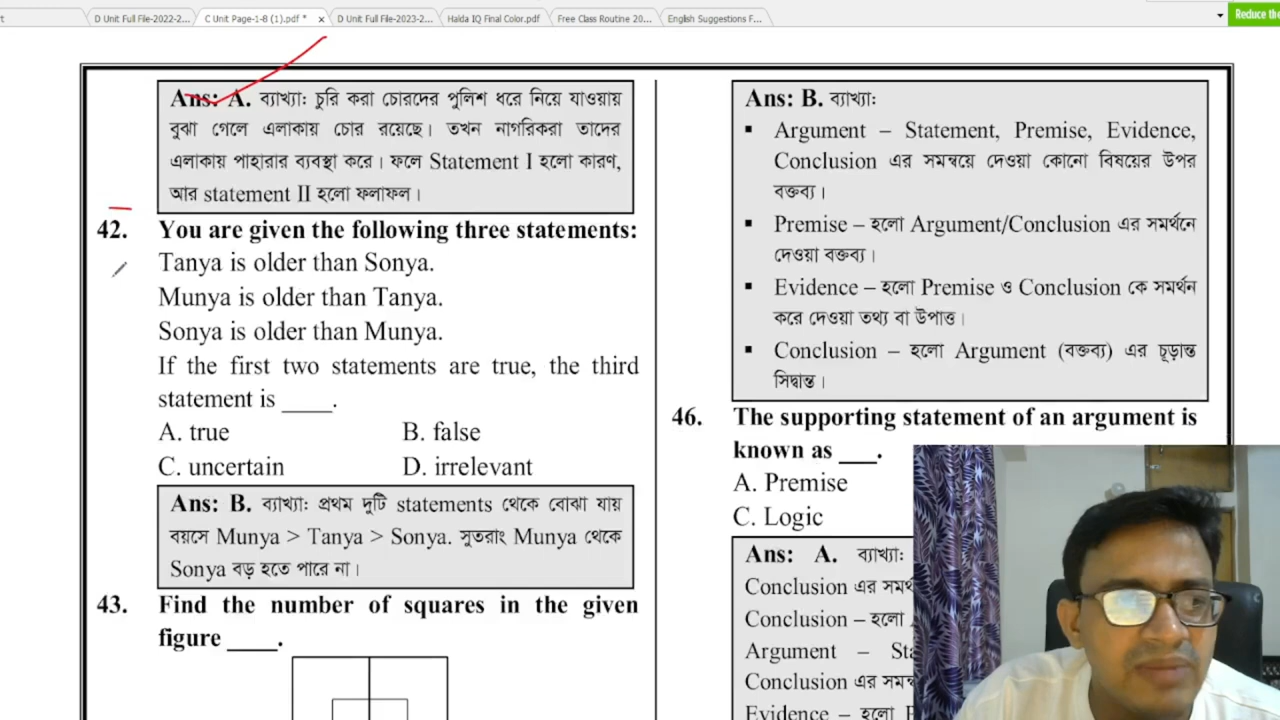 D Unit Full File-2022-2...
C Unit Page-1-8 (1).pdf *
x
D Unit Full File-2023-2...
Halda IQ Final Color.pdf
Free Class Routine 20...
English Suggestions F...
Reduce the
Ans: A. ব্যাখ্যা: চুরি করা চোরদের পুলিশ ধরে নিয়ে যাওয়ায়
বুঝা গেলে এলাকায় চোর রয়েছে। তখন নাগরিকরা তাদের
এলাকায় পাহারার ব্যবস্থা করে। ফলে Statement I হলো কারণ,
আর statement II হলো ফলাফল।
42. You are given the following three statements:
Tanya is older than Sonya.
Munya is older than Tanya.
Sonya is older than Munya.
If the first two statements are true, the third
statement is ____.
A. true B. false
C. uncertain D. irrelevant
Ans: B. ব্যাখ্যা: প্রথম দুটি statements থেকে বোঝা যায়
বয়সে Munya > Tanya > Sonya. সুতরাং Munya থেকে
Sonya বড় হতে পারে না।
43. Find the number of squares in the given
figure ____.
Ans: B. ব্যাখ্যা:
▪ Argument – Statement, Premise, Evidence,
Conclusion এর সমন্বয়ে দেওয়া কোনো বিষয়ের উপর
বক্তব্য।
▪ Premise – হলো Argument/Conclusion এর সমর্থনে
দেওয়া বক্তব্য।
▪ Evidence – হলো Premise ও Conclusion কে সমর্থন
করে দেওয়া তথ্য বা উপাত্ত।
▪ Conclusion – হলো Argument (বক্তব্য) এর চূড়ান্ত
সিদ্ধান্ত।
46. The supporting statement of an argument is
known as ___.
A. Premise
C. Logic
Ans: A. ব্যাখ্যা:
Conclusion এর
Conclusion – হলো
Argument –
Conclusion এর
Evidence – হলো